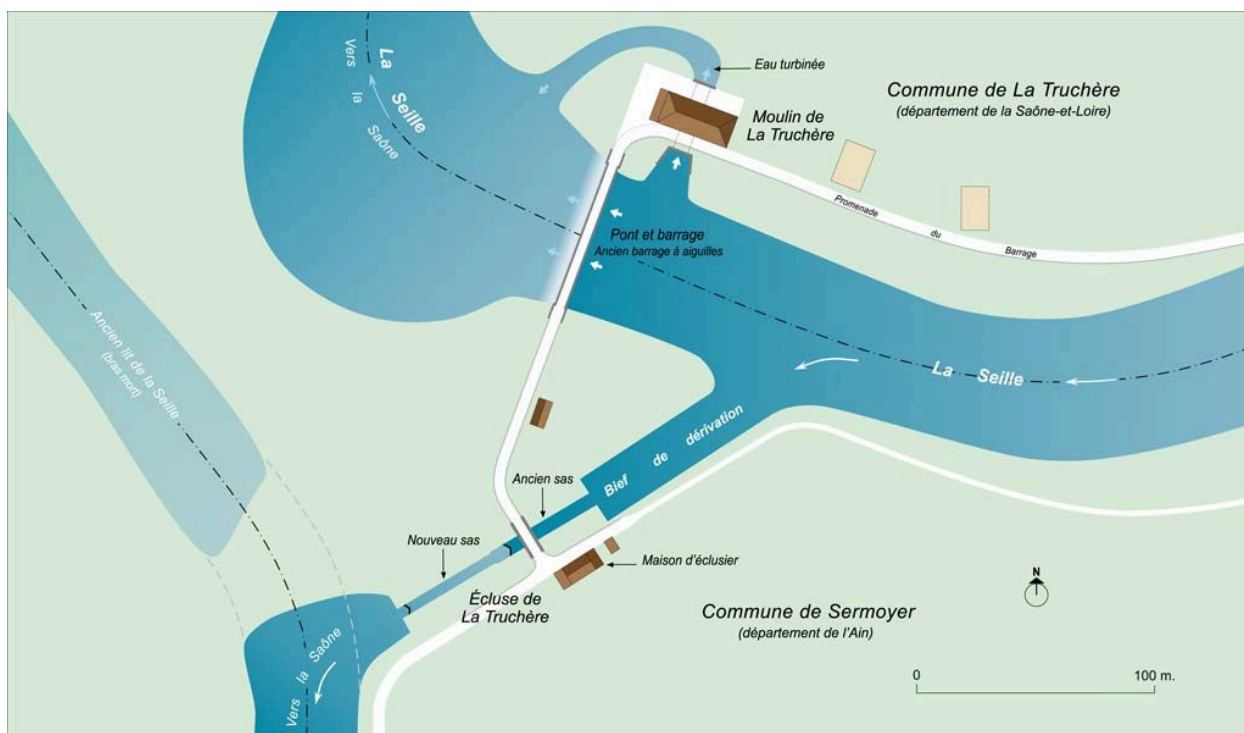 La Seille
Vers la Saône
Eau turbinée
Commune de La Truchère
(département de la Saône-et-Loire)
Moulin de
La Truchère
Promenade du Barrage
Pont et barrage
Ancien barrage à aiguilles
La Seille
Ancien lit de la Seille
(bras mort)
Bief de dérivation
Ancien sas
Nouveau sas
Maison d’éclusier
Écluse de
La Truchère
Commune de Sermoyer
(département de l’Ain)
N
Vers la Saône
0 100 m.